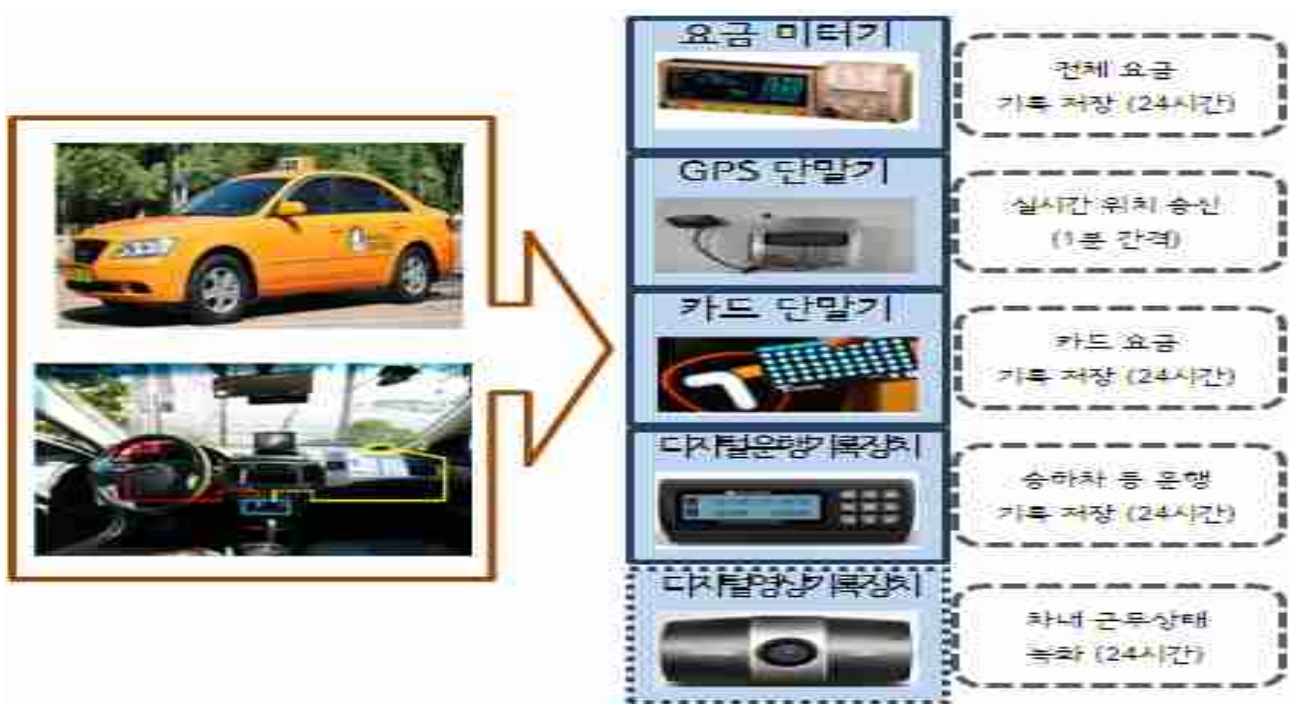 요금 미터기
전체 요금
기록 저장 (24시간)
GPS 단말기
실시간 위치 송신
(1분 간격)
카드 단말기
카드 요금
기록 저장 (24시간)
디지털운행기록장치
승하차 등 운행
기록 저장 (24시간)
디지털영상기록장치
차내 근무상태
녹화 (24시간)